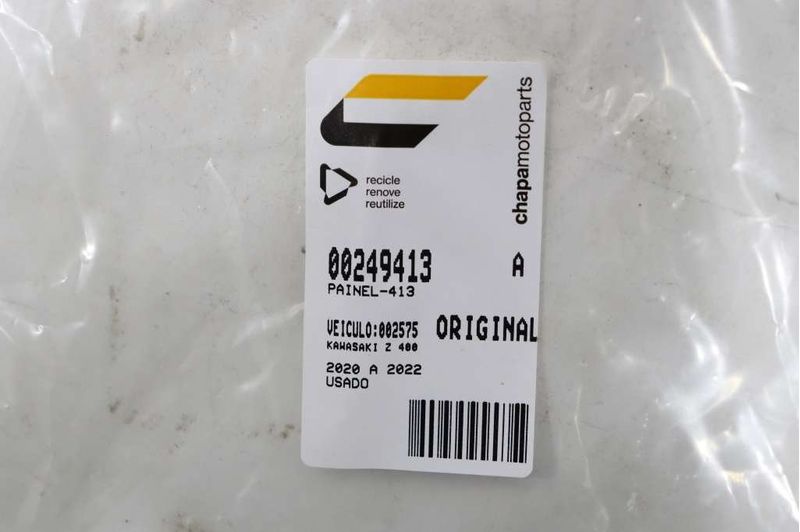 chapamotoparts
recicle
renove
reutilize
00249413 A
PAINEL-413
VEICULO:002575 ORIGINAL
KAWASAKI Z 400
2020 A 2022
USADO